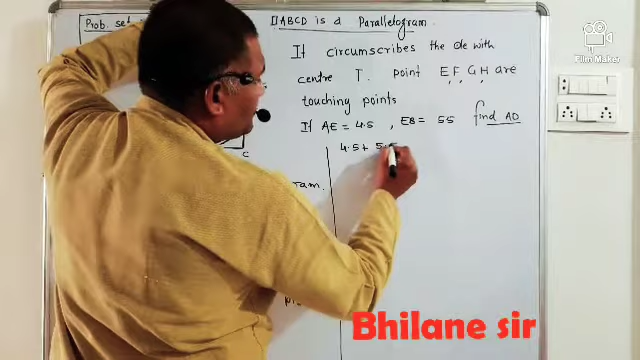 Prob. set
▱ABCD is a Parallelogram.
It circumscribes the ⊙le with
centre T. point E F G H are
touching points
If AE = 4.5 , EB = 5.5 find AD
4.5 + 5.5
C
ram.
Film Maker
Bhilane sir